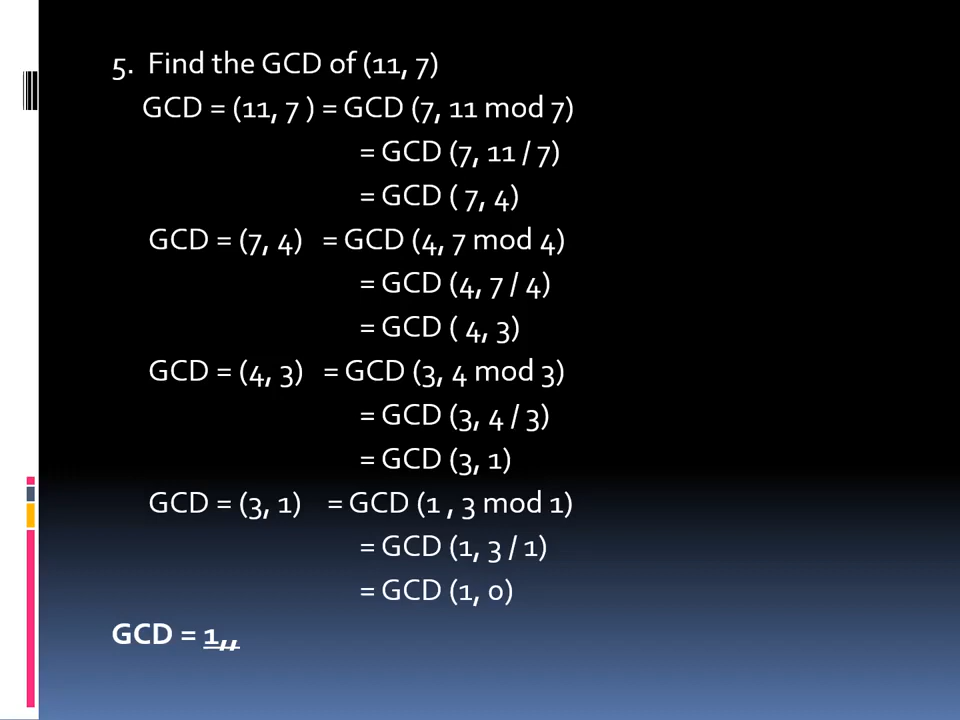 5. Find the GCD of (11, 7)
GCD = (11, 7 ) = GCD (7, 11 mod 7)
= GCD (7, 11 / 7)
= GCD ( 7, 4)
GCD = (7, 4) = GCD (4, 7 mod 4)
= GCD (4, 7 / 4)
= GCD ( 4, 3)
GCD = (4, 3) = GCD (3, 4 mod 3)
= GCD (3, 4 / 3)
= GCD (3, 1)
GCD = (3, 1) = GCD (1 , 3 mod 1)
= GCD (1, 3 / 1)
= GCD (1, 0)
GCD = 1,,